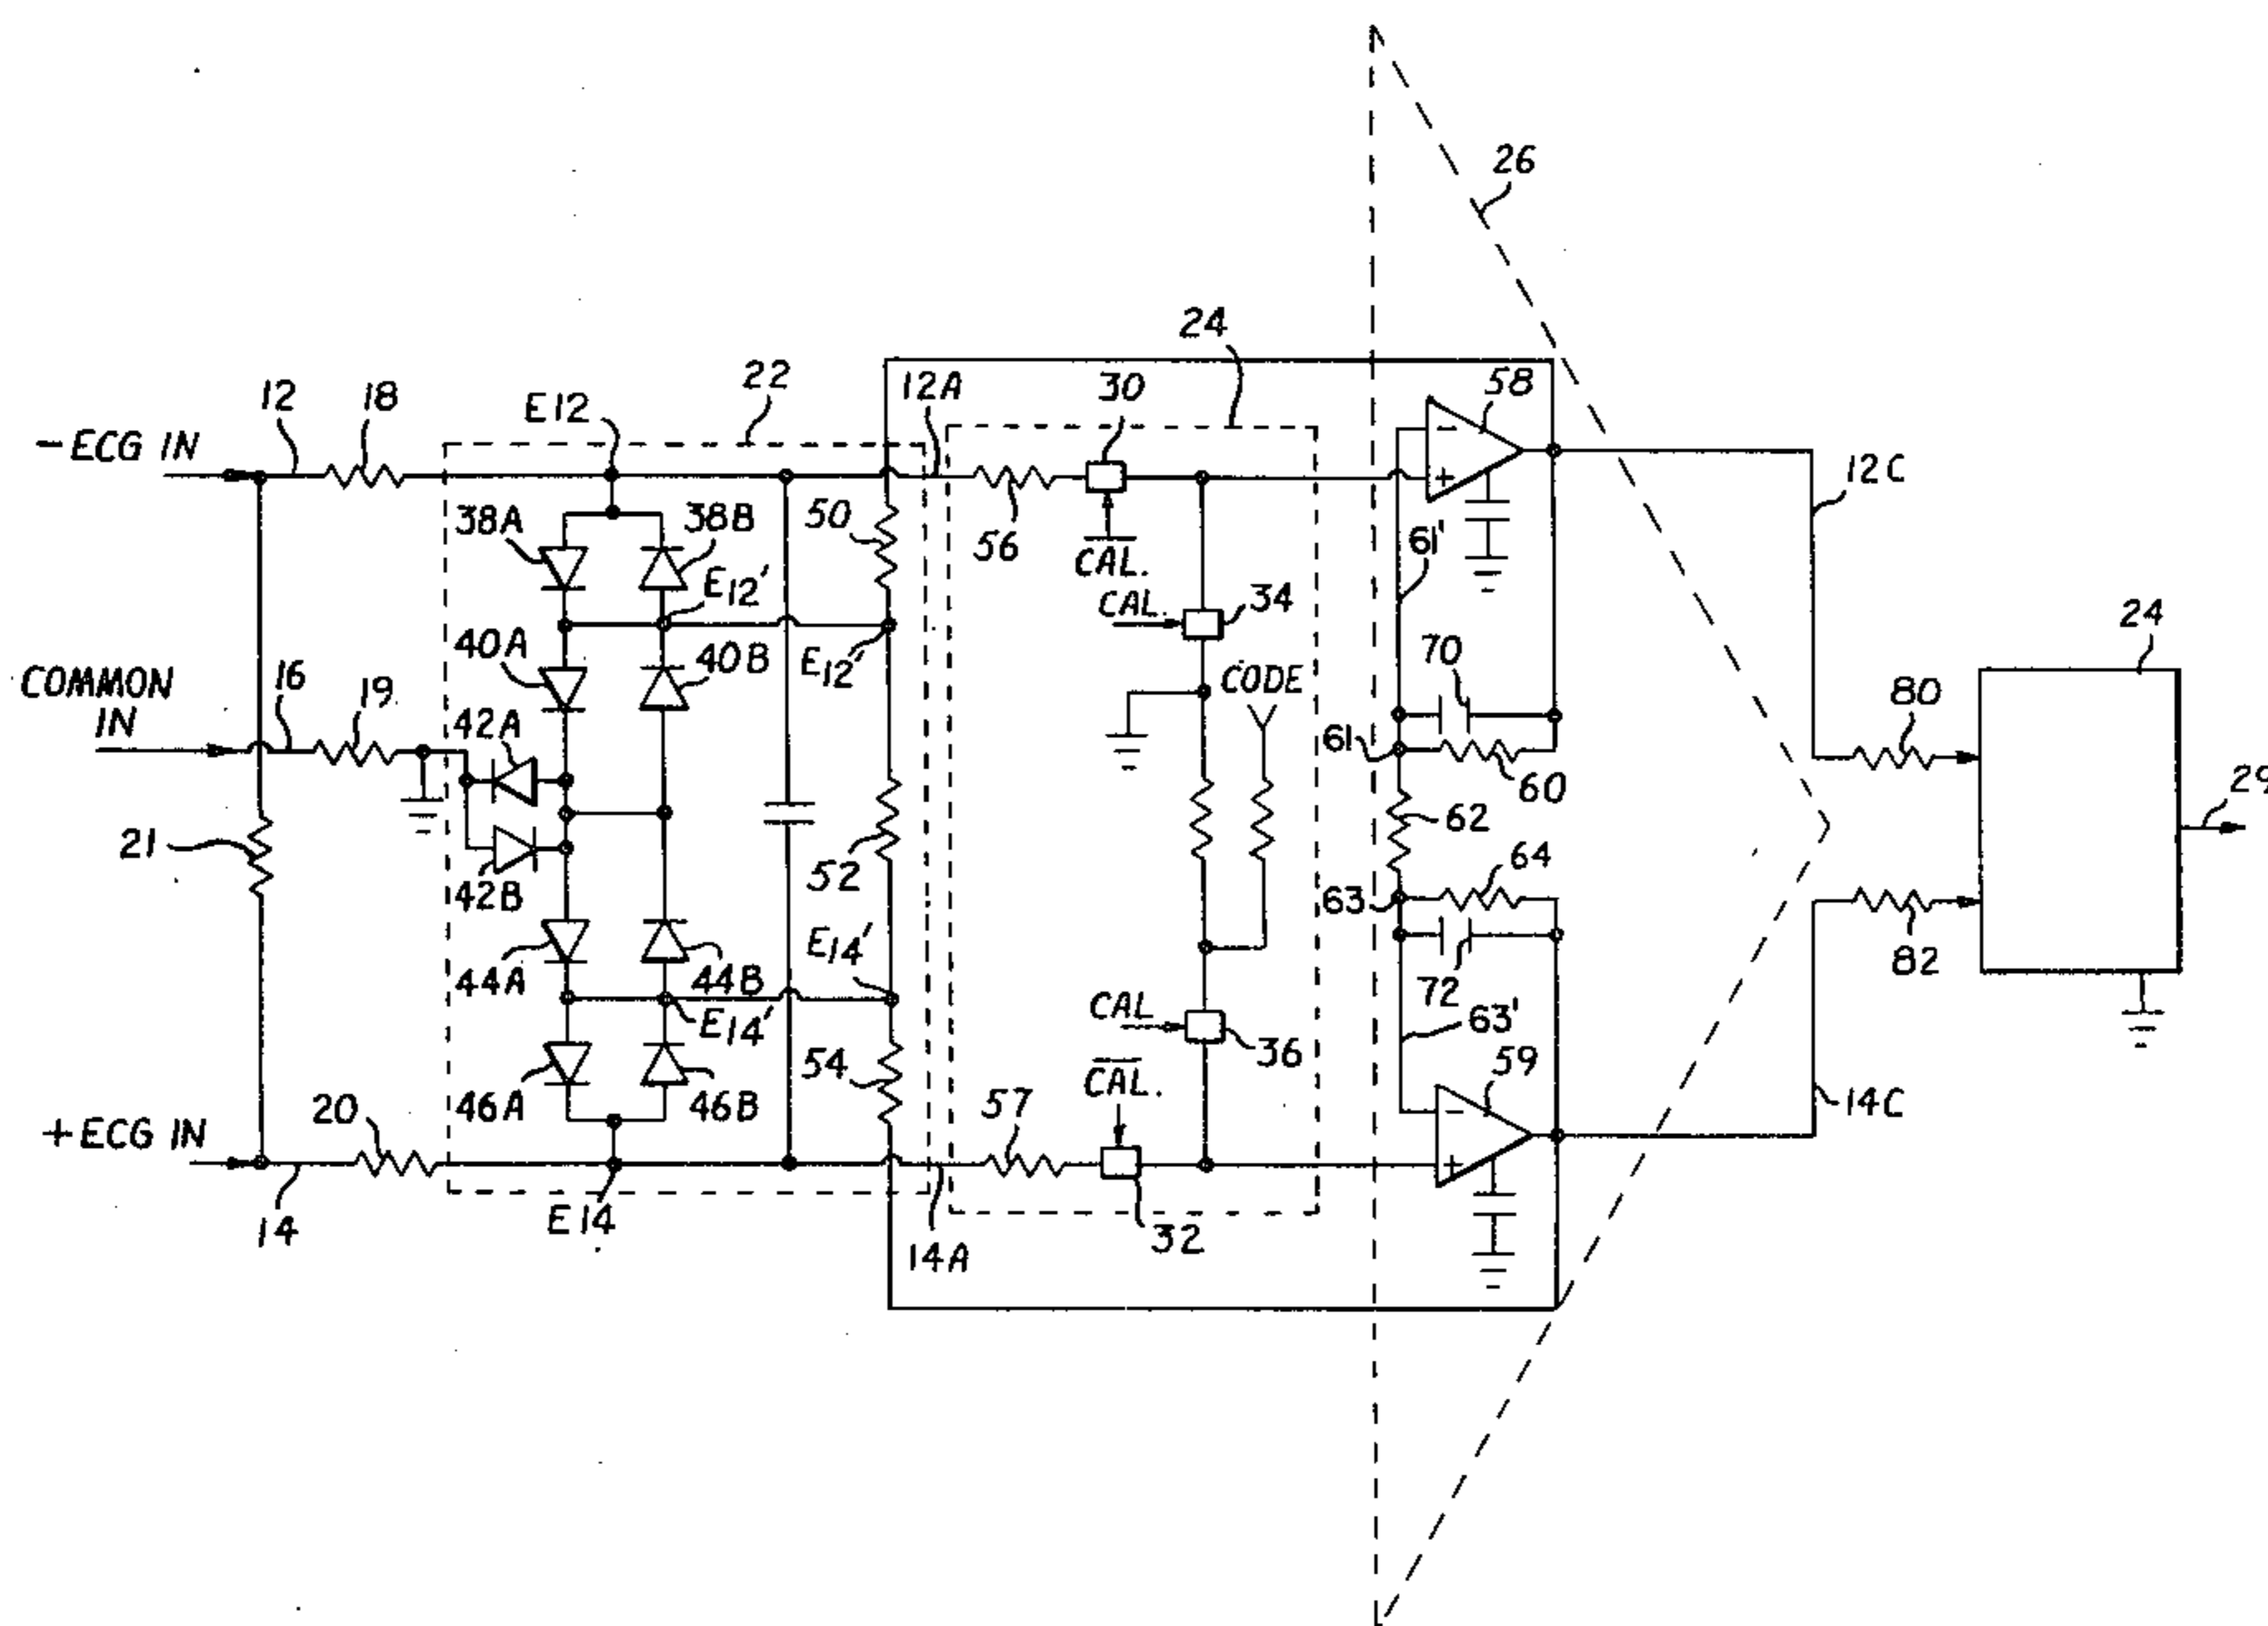 26
24
22
58
12
18
E12
12A
30
-ECG IN
12C
38A
38B
50
56
CAL.
61'
E12'
CAL.
34
24
40A
40B
E12'
CODE
70
COMMON
IN
16
19
42A
80
61
60
29
21
62
52
42B
64
63
E14'
44A
44B
72
82
E14'
CAL
63'
54
36
59
CAL.
46A
46B
57
14C
+ECG IN
20
14
E14
14A
32